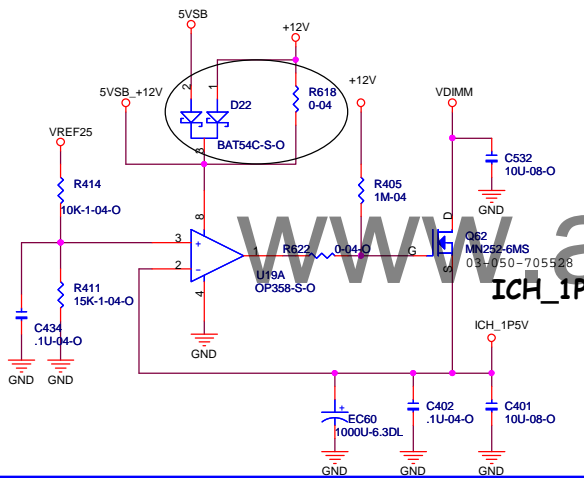 5VSB
+12V
5VSB_+12V
2
1
D22
R618
0-04
+12V
VDIMM
BAT54C-S-O
3
VREF25
R414
10K-1-04-O
C532
10U-08-O
GND
R405
1M-04
8
3
+
2
-
1
4
U19A
OP358-S-O
R622
0-04-O
G
D
S
Q62
MN252-6MS
03-050-705528
www.a
ICH_1P
R411
15K-1-04-O
C434
.1U-04-O
GND
GND
GND
ICH_1P5V
+
EC60
1000U-6.3DL
C402
.1U-04-O
C401
10U-08-O
GND
GND
GND